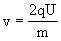 v = 2qU/m